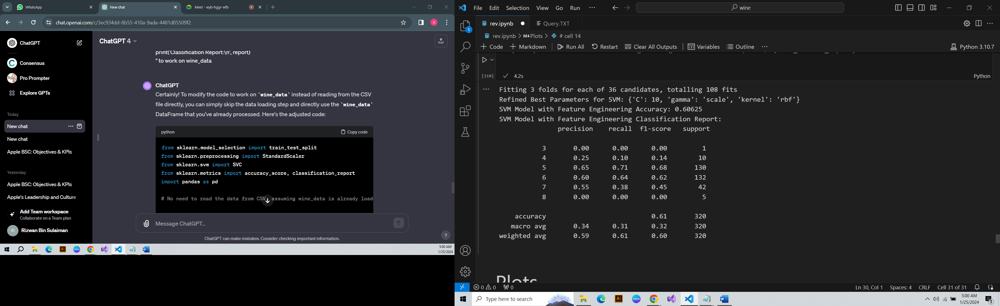 WhatsApp
New chat
Meet - wyb-hggr-wfb
chat.openai.com/c/3ec934dd-8b55-410a-9ada-4481d05509f2
A
ChatGPT
Consensus
Pro Prompter
Explore GPTs
Today
New chat
New chat
Apple BSC: Objectives & KPIs
Yesterday
Apple BSC: Objectives & KPIs
Apple's Leadership and Culture
Add Team workspace
Collaborate on a Team plan
RI Rizwan Bin Sulaiman
ChatGPT 4
print('Classification Report:\n', report)
" to work on wine_data
ChatGPT
Certainly! To modify the code to work on `wine_data` instead of reading from the CSV
file directly, you can simply skip the data loading step and directly use the `wine_data`
DataFrame that you've already processed. Here's the adjusted code:
python Copy code
from sklearn.model_selection import train_test_split
from sklearn.preprocessing import StandardScaler
from sklearn.svm import SVC
from sklearn.metrics import accuracy_score, classification_report
import pandas as pd
# No need to read the data from CSV, assuming wine_data is already load
Message ChatGPT...
ChatGPT can make mistakes. Consider checking important information.
?
5:00 AM
1/25/2024
File Edit Selection View Go Run ... wine
rev.ipynb Query.TXT
1
rev.ipynb > M↓Plots > # cell 14
+ Code + Markdown Run All Restart Clear All Outputs Variables Outline ... Python 3.10.7
[110] 4.2s Python
Fitting 3 folds for each of 36 candidates, totalling 108 fits
Refined Best Parameters for SVM: {'C': 10, 'gamma': 'scale', 'kernel': 'rbf'}
SVM Model with Feature Engineering Accuracy: 0.60625
SVM Model with Feature Engineering Classification Report:
precision recall f1-score support
3 0.00 0.00 0.00 1
4 0.25 0.10 0.14 10
5 0.65 0.71 0.68 130
6 0.60 0.64 0.62 132
7 0.55 0.38 0.45 42
8 0.00 0.00 0.00 5
accuracy 0.61 320
macro avg 0.34 0.31 0.32 320
weighted avg 0.59 0.61 0.60 320
Plots
0 0 0 Ln 30, Col 1 Spaces: 4 CRLF Cell 31 of 31
Type here to search
Ai
Canva
5:00 AM
1/25/2024
3